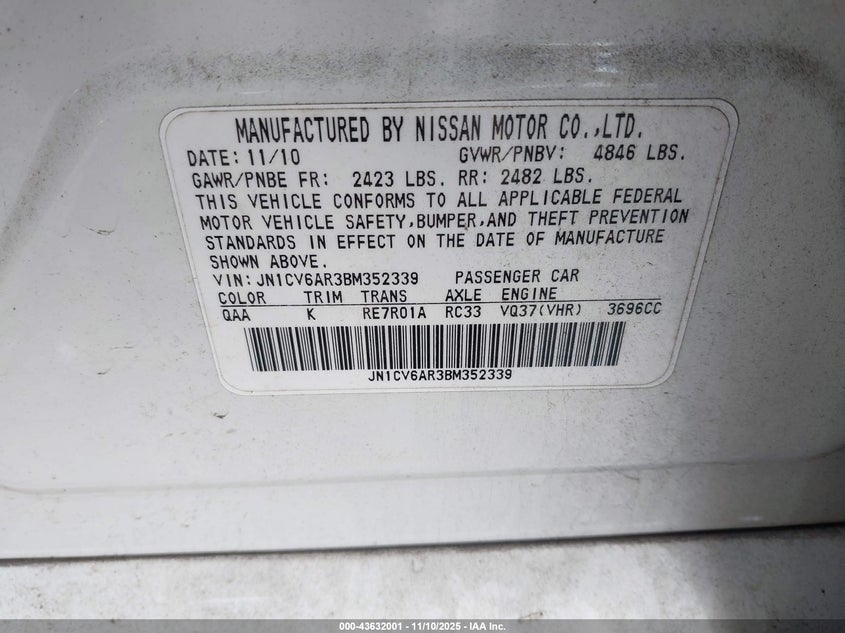 MANUFACTURED BY NISSAN MOTOR CO.,LTD.
DATE: 11/10 GVWR/PNBV: 4846 LBS.
GAWR/PNBE FR: 2423 LBS. RR: 2482 LBS.
THIS VEHICLE CONFORMS TO ALL APPLICABLE FEDERAL
MOTOR VEHICLE SAFETY,BUMPER,AND THEFT PREVENTION
STANDARDS IN EFFECT ON THE DATE OF MANUFACTURE
SHOWN ABOVE.
VIN: JN1CV6AR3BM352339 PASSENGER CAR
COLOR TRIM TRANS AXLE ENGINE
QAA K RE7R01A RC33 VQ37(VHR) 3696CC
JN1CV6AR3BM352339
000-43632001 — 11/10/2025 — IAA Inc.